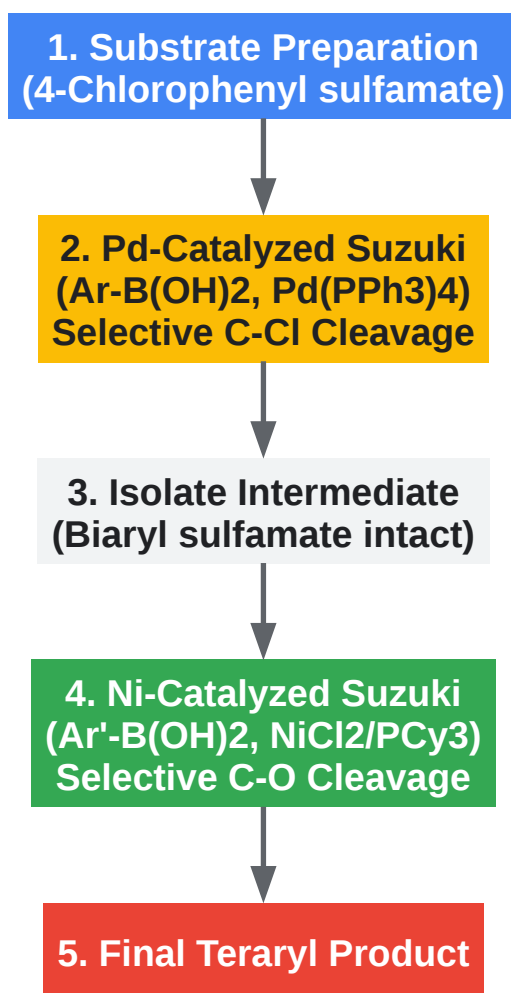 1. Substrate Preparation
(4-Chlorophenyl sulfamate)
2. Pd-Catalyzed Suzuki
(Ar-B(OH)2, Pd(PPh3)4)
Selective C-Cl Cleavage
3. Isolate Intermediate
(Biaryl sulfamate intact)
4. Ni-Catalyzed Suzuki
(Ar'-B(OH)2, NiCl2/PCy3)
Selective C-O Cleavage
5. Final Teraryl Product